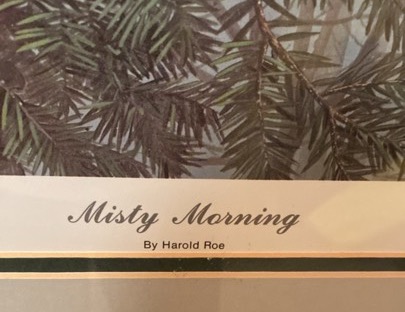 Misty Morning
By Harold Roe